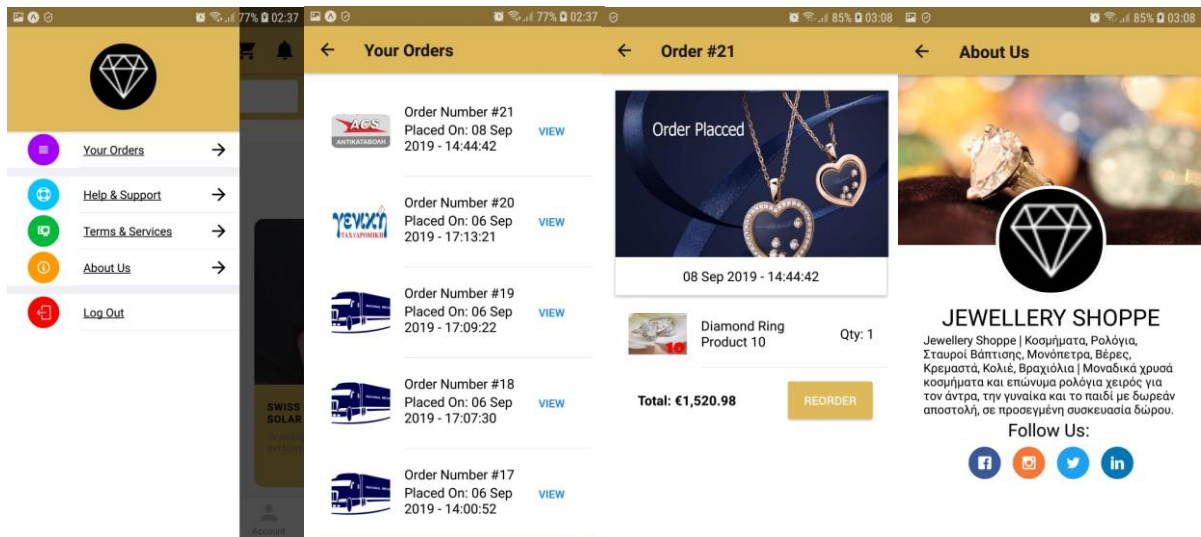 77% 02:37
Your Orders
Help & Support
Terms & Services
About Us
Log Out
SWISS
SOLAR
Account
77% 02:37
Your Orders
ACS
ΑΝΤΙΚΑΤΑΒΟΛΗ
Order Number #21
Placed On: 08 Sep
2019 - 14:44:42
VIEW
γενική
ΤΑΧΥΔΡΟΜΙΚΗ
Order Number #20
Placed On: 06 Sep
2019 - 17:13:21
VIEW
Order Number #19
Placed On: 06 Sep
2019 - 17:09:22
VIEW
Order Number #18
Placed On: 06 Sep
2019 - 17:07:30
VIEW
Order Number #17
Placed On: 06 Sep
2019 - 14:00:52
VIEW
85% 03:08
Order #21
Order Placced
08 Sep 2019 - 14:44:42
10
Diamond Ring
Product 10
Qty: 1
Total: €1,520.98
REORDER
85% 03:08
About Us
JEWELLERY SHOPPE
Jewellery Shoppe | Κοσμήματα, Ρολόγια,
Σταυροί Βάπτισης, Μονόπετρα, Βέρες,
Κρεμαστά, Κολιέ, Βραχιόλια | Μοναδικά χρυσά
κοσμήματα και επώνυμα ρολόγια χειρός για
τον άντρα, την γυναίκα και το παιδί με δωρεάν
αποστολή, σε προσεγμένη συσκευασία δώρου.
Follow Us: